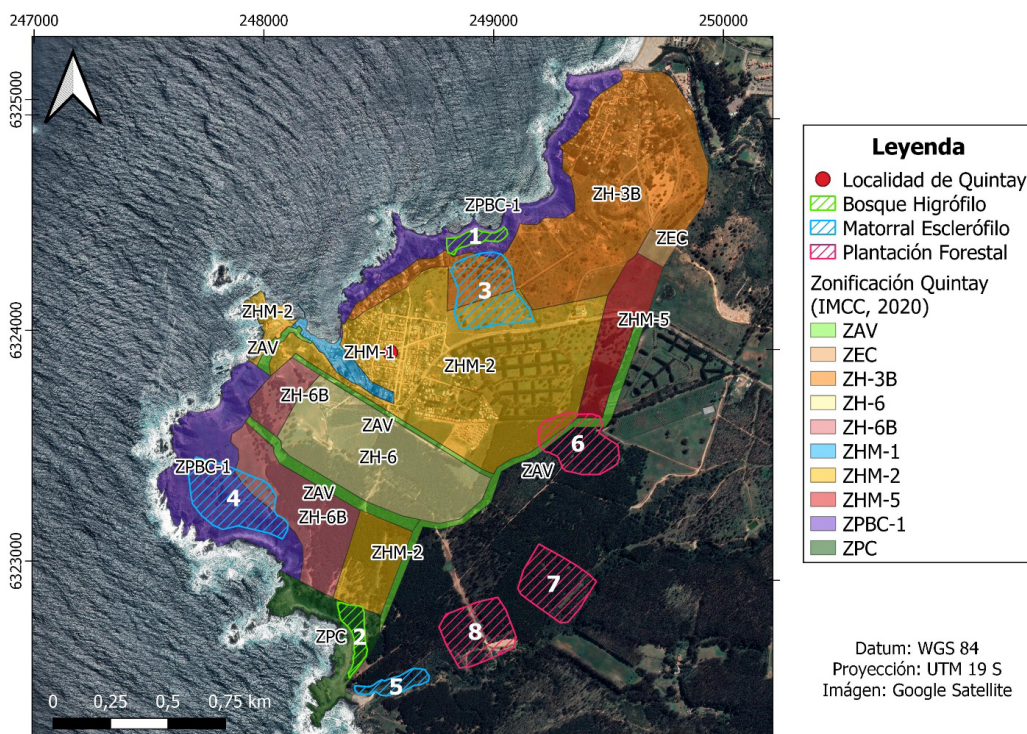 247000
248000
249000
250000
6325000
6324000
6323000
ZPBC-1
1
ZH-3B
ZEC
3
ZHM-2
ZHM-5
ZAV
ZHM-1
ZHM-2
ZH-6B
ZAV
6
ZH-6
ZAV
ZPBC-1
4
ZAV
ZH-6B
ZHM-2
7
ZPC
2
8
5
0
0,25
0,5
0,75 km
Leyenda
Localidad de Quintay
Bosque Higrófilo
Matorral Esclerófilo
Plantación Forestal
Zonificación Quintay
(IMCC, 2020)
ZAV
ZEC
ZH-3B
ZH-6
ZH-6B
ZHM-1
ZHM-2
ZHM-5
ZPBC-1
ZPC
Datum: WGS 84
Proyección: UTM 19 S
Imágen: Google Satellite